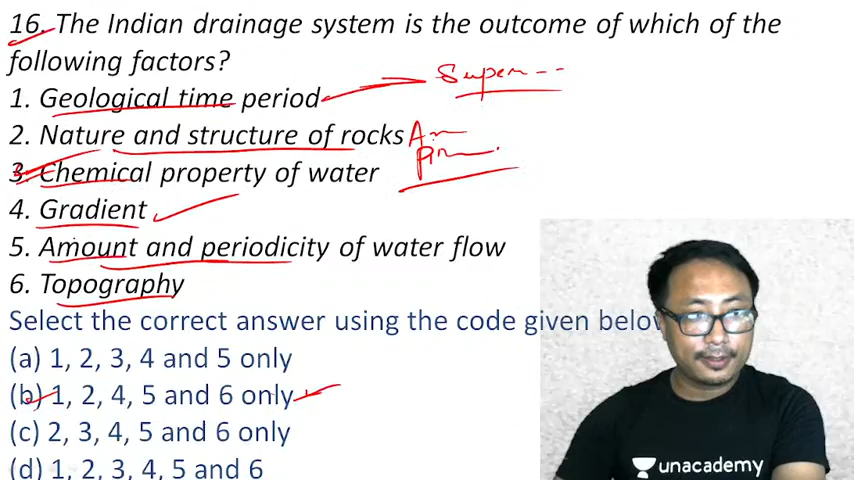 16. The Indian drainage system is the outcome of which of the
following factors?
Super---
1. Geological time period
2. Nature and structure of rocks
3. Chemical property of water
4. Gradient
5. Amount and periodicity of water flow
6. Topography
Select the correct answer using the code given below
(a) 1, 2, 3, 4 and 5 only
(b) 1, 2, 4, 5 and 6 only
(c) 2, 3, 4, 5 and 6 only
(d) 1, 2, 3, 4, 5 and 6
unacademy